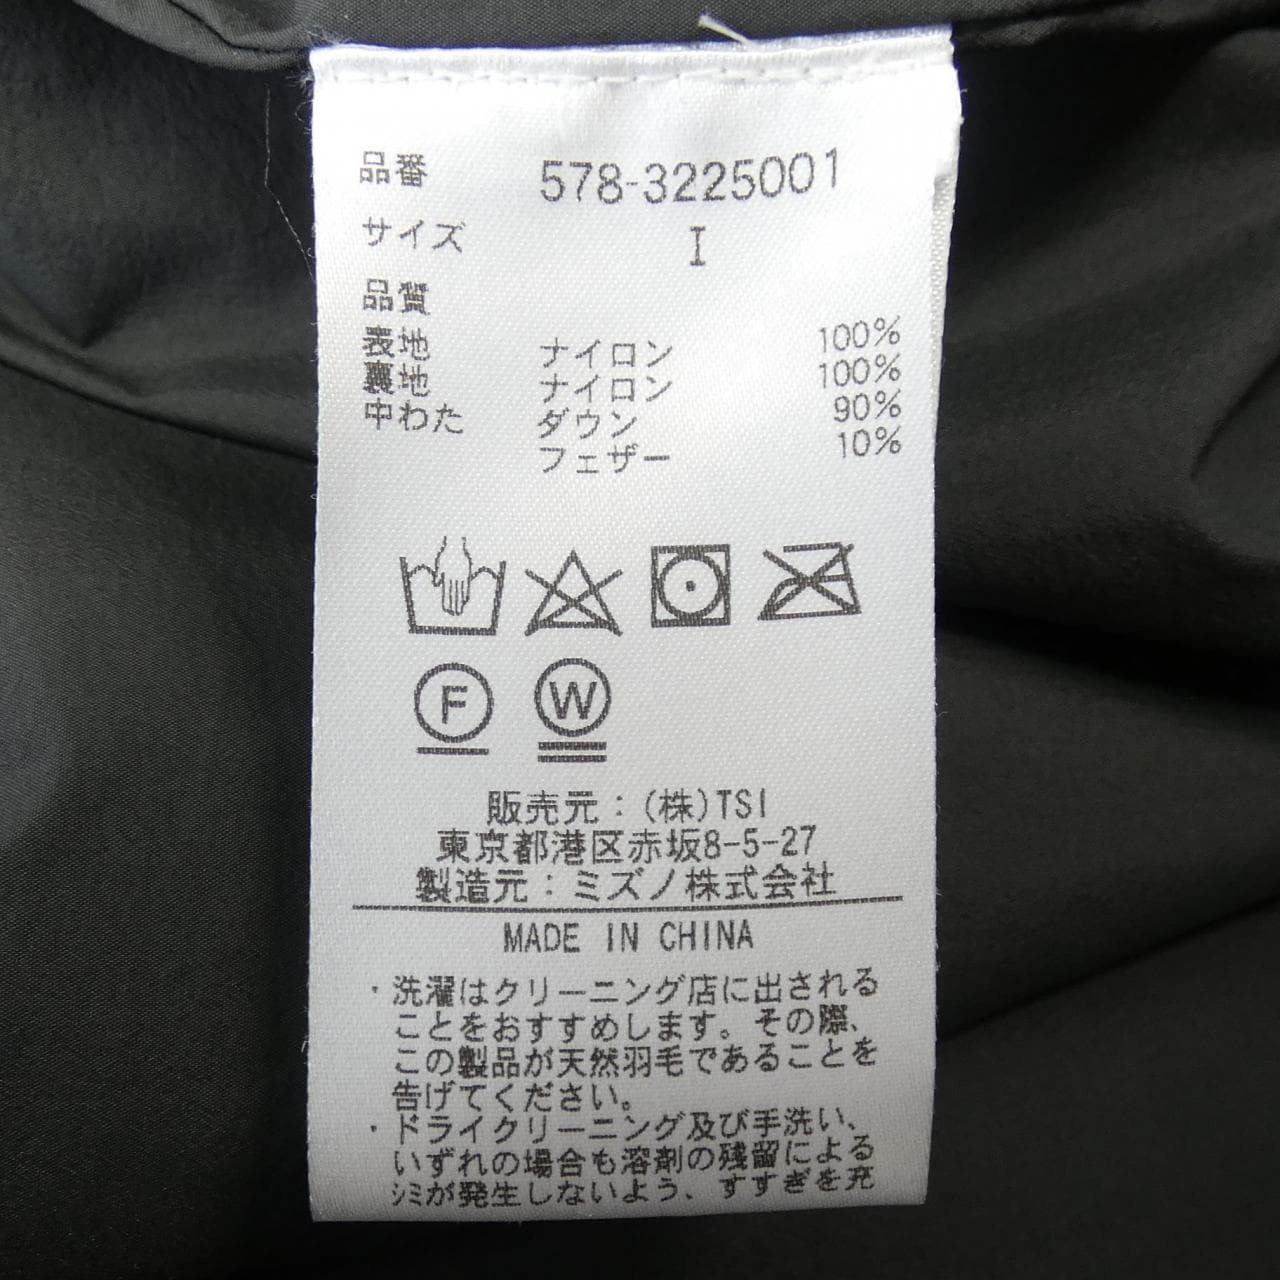 品番 578-3225001
サイズ I
品質
表地 ナイロン 100%
裏地 ナイロン 100%
中わた ダウン 90%
フェザー 10%
F W
販売元：(株)TSI
東京都港区赤坂8-5-27
製造元：ミズノ株式会社
MADE IN CHINA
・洗濯はクリーニング店に出される
ことをおすすめします。その際、
この製品が天然羽毛であることを
告げてください。
・ドライクリーニング及び手洗い、
いずれの場合も溶剤の残留による
シミが発生しないよう、すすぎを充